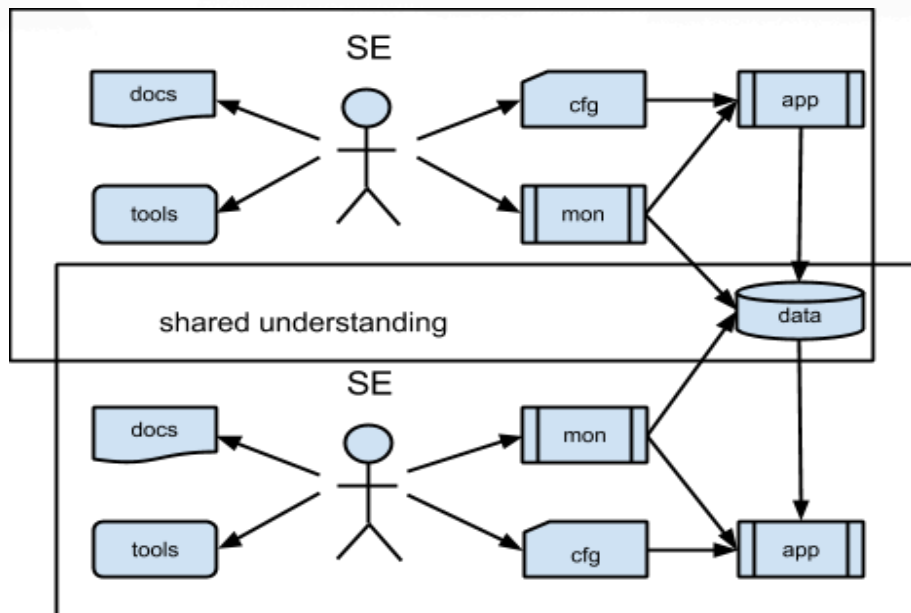 SE
docs
cfg
app
tools
mon
shared understanding
data
SE
docs
mon
tools
cfg
app